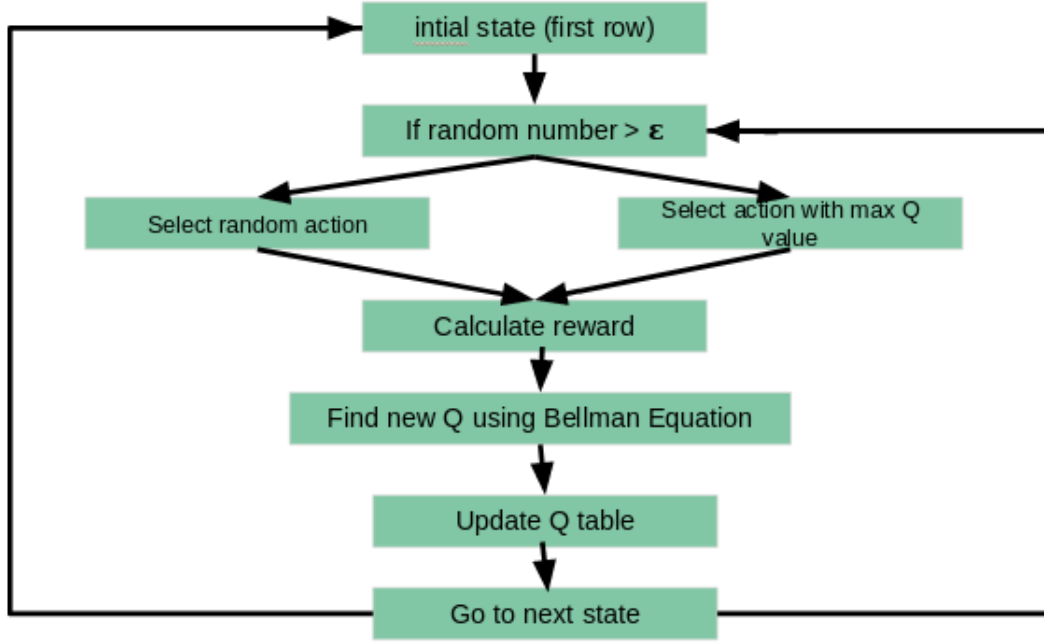 intial state (first row)
If random number > ε
Select random action
Select action with max Q
value
Calculate reward
Find new Q using Bellman Equation
Update Q table
Go to next state